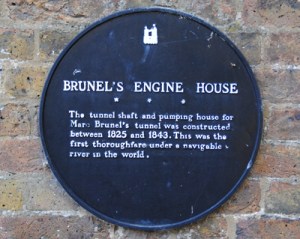 BRUNEL'S ENGINE HOUSE
The tunnel shaft and pumping house for
Marc Brunel's tunnel was constructed
between 1825 and 1843. This was the
first thoroughfare under a navigable
river in the world.